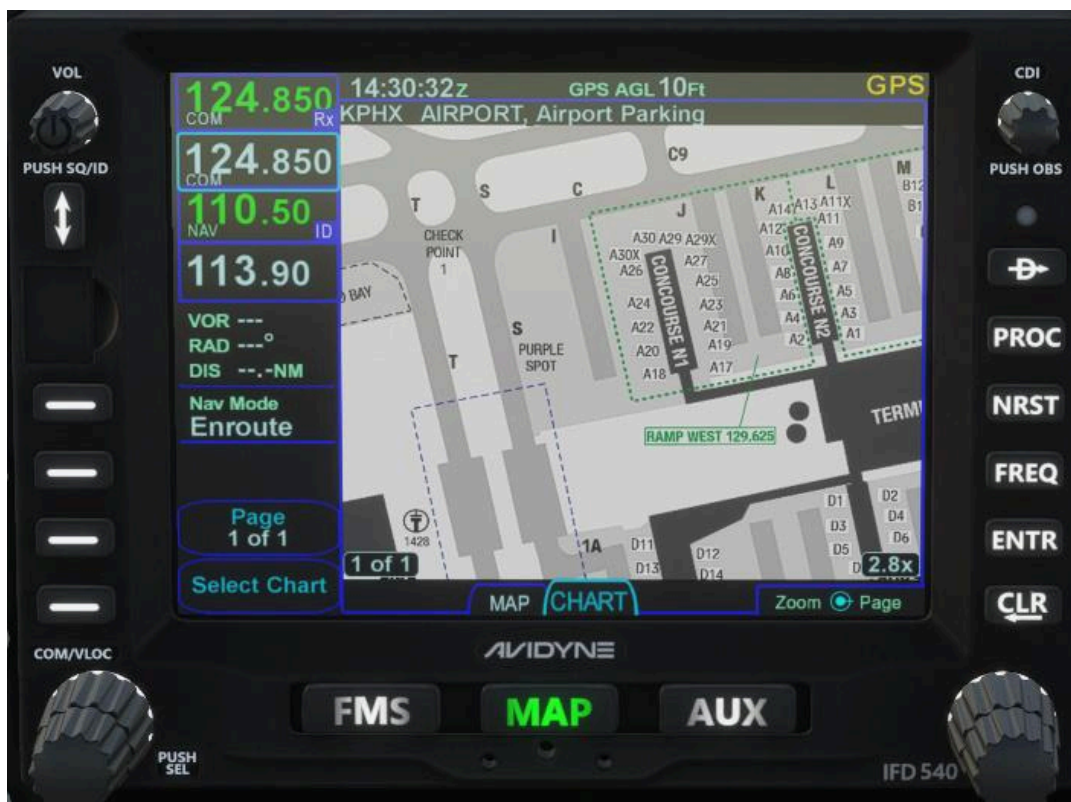 VOL
PUSH SQ/ID
124.850
COM Rx
124.850
COM
110.50
NAV ID
113.90
VOR ---
RAD ---°
DIS --.-NM
Nav Mode
Enroute
Page
1 of 1
Select Chart
14:30:32Z GPS AGL 10Ft GPS
KPHX AIRPORT, Airport Parking
C9
T S C
CHECK
POINT
1
I
J
K
L
M
B12
A30 A29 A29X
A30X
A26
A27
A25
A24
A23
A22
A21
A20
A19
A18
A17
CONCOURSE N1
A14
A13 A11X
A12
A11
A10
A9
A8
A7
A6
A5
A4
A3
A2
A1
CONCOURSE N2
BAY
T
S
PURPLE
SPOT
RAMP WEST 129.625
1428
1A
D11
D13
D12
D14
D1
D2
D3
D4
D5
D6
1 of 1
2.8x
MAP CHART
Zoom Page
CDI
PUSH OBS
D
PROC
NRST
FREQ
ENTR
CLR
COM/VLOC
PUSH
SEL
AVIDYNE
FMS MAP AUX
IFD 540